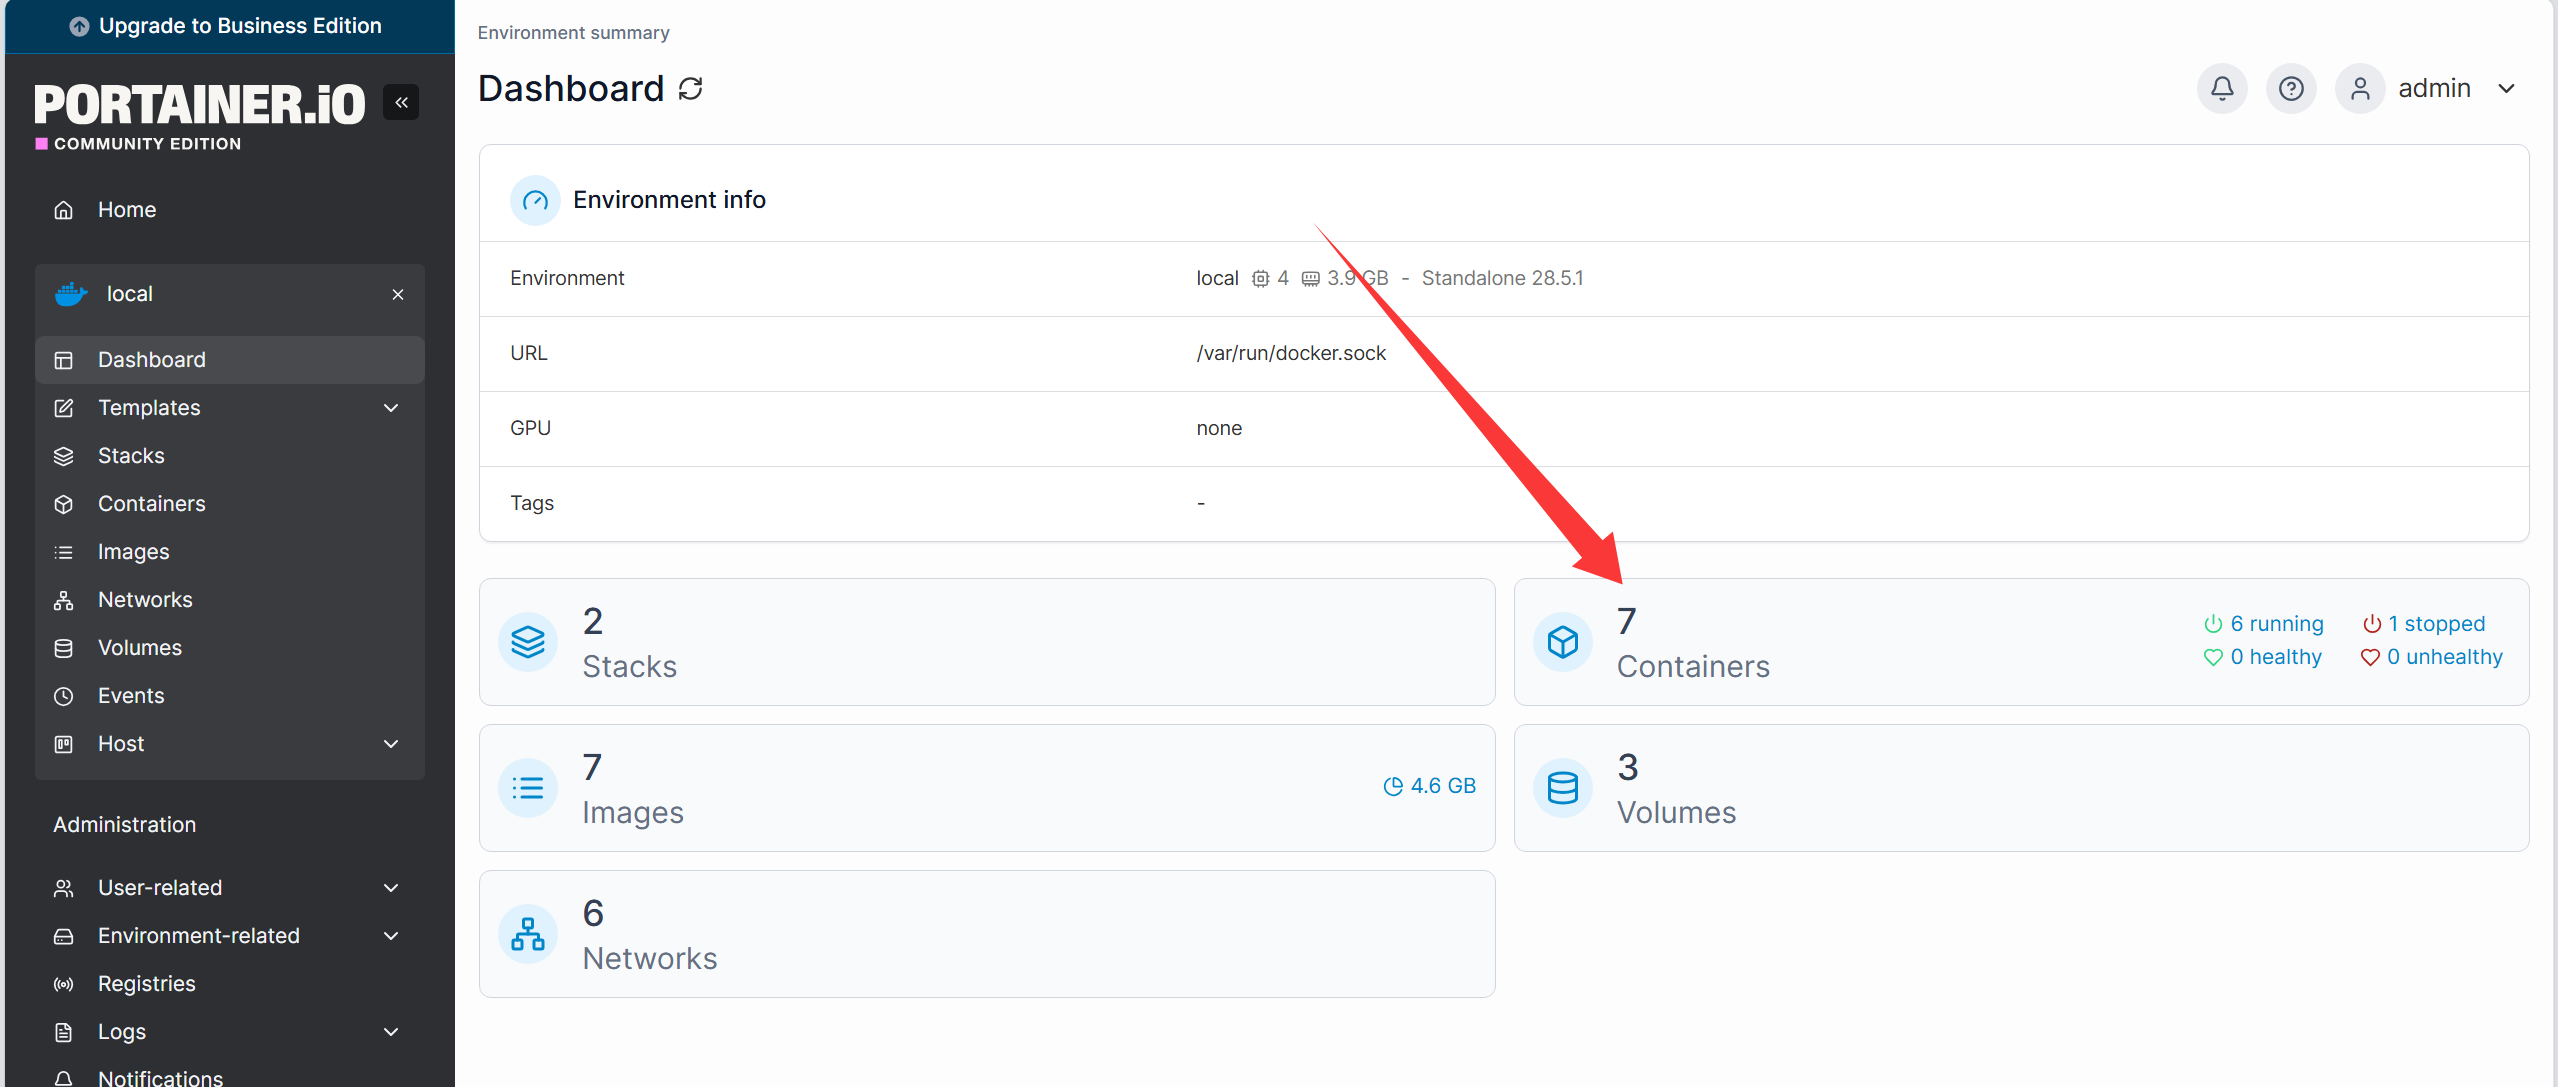 Upgrade to Business Edition
PORTAINER.iO
COMMUNITY EDITION
Home
local
Dashboard
Templates
Stacks
Containers
Images
Networks
Volumes
Events
Host
Administration
User-related
Environment-related
Registries
Logs
Notifications
Environment summary
Dashboard
admin
Environment info
Environment local 4 3.9 GB - Standalone 28.5.1
URL /var/run/docker.sock
GPU none
Tags -
2
Stacks
7
Containers
6 running 1 stopped
0 healthy 0 unhealthy
7
Images
4.6 GB
3
Volumes
6
Networks